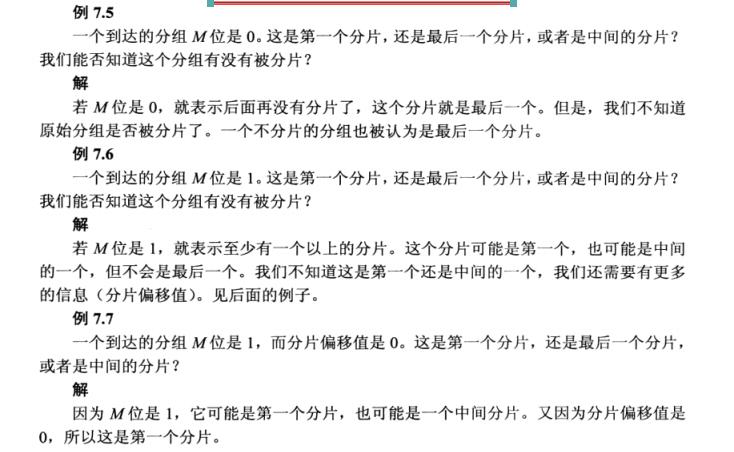 例 7.5
一个到达的分组 M 位是 0。这是第一个分片，还是最后一个分片，或者是中间的分片？
我们能否知道这个分组有没有被分片？
解
若 M 位是 0，就表示后面再没有分片了，这个分片就是最后一个。但是，我们不知道
原始分组是否被分片了。一个不分片的分组也被认为是最后一个分片。
例 7.6
一个到达的分组 M 位是 1。这是第一个分片，还是最后一个分片，或者是中间的分片？
我们能否知道这个分组有没有被分片？
解
若 M 位是 1，就表示至少有一个以上的分片。这个分片可能是第一个，也可能是中间
的一个，但不会是最后一个。我们不知道这是第一个还是中间的一个，我们还需要有更多
的信息（分片偏移值）。见后面的例子。
例 7.7
一个到达的分组 M 位是 1，而分片偏移值是 0。这是第一个分片，还是最后一个分片，
或者是中间的分片？
解
因为 M 位是 1，它可能是第一个分片，也可能是一个中间分片。又因为分片偏移值是
0，所以这是第一个分片。